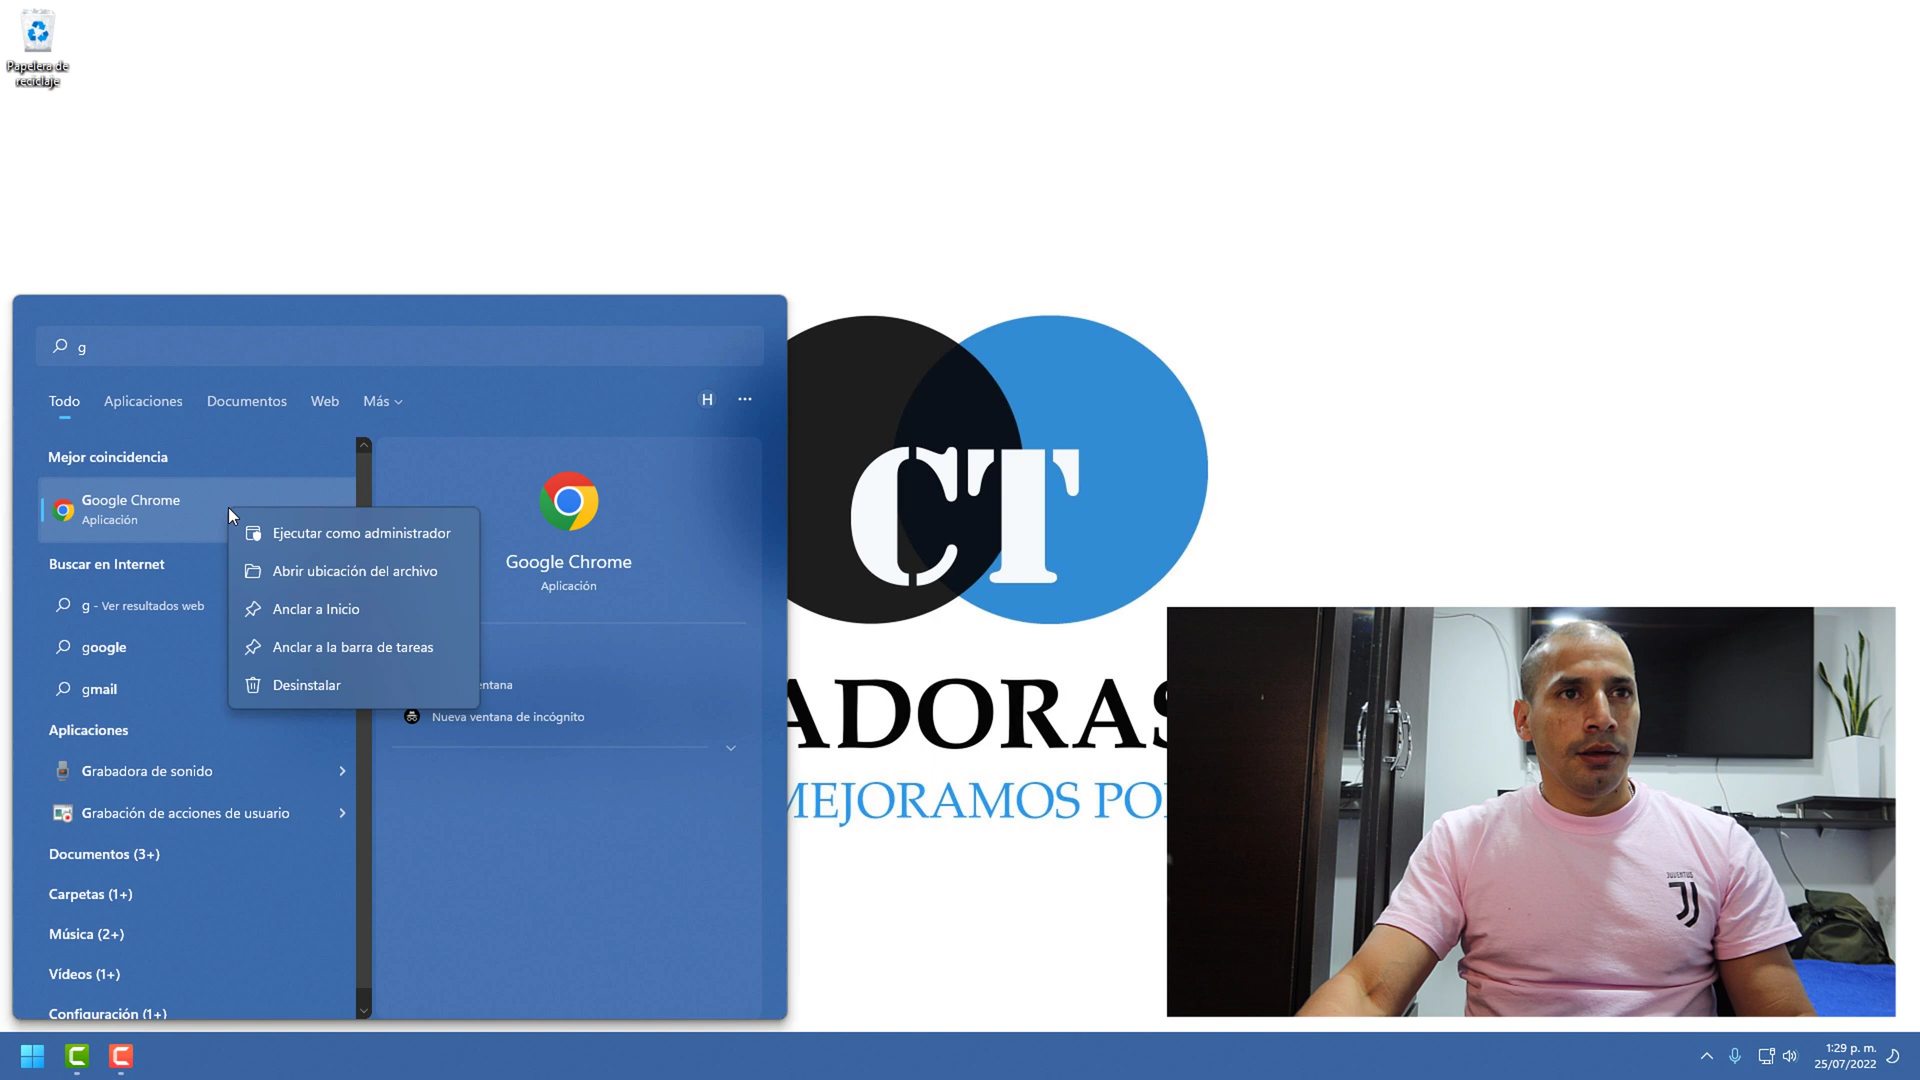 Papelera de
reciclaje
g
Todo Aplicaciones Documentos Web Más H
Mejor coincidencia
Google Chrome
Aplicación
Buscar en Internet
g - Ver resultados web
google
gmail
Aplicaciones
Grabadora de sonido
Grabación de acciones de usuario
Documentos (3+)
Carpetas (1+)
Música (2+)
Vídeos (1+)
Configuración (1+)
Ejecutar como administrador
Abrir ubicación del archivo
Anclar a Inicio
Anclar a la barra de tareas
Desinstalar
Google Chrome
Aplicación
entana
Nueva ventana de incógnito
CT
ADORAS
MEJORAMOS PO
JUVENTUS
1:29 p. m.
25/07/2022